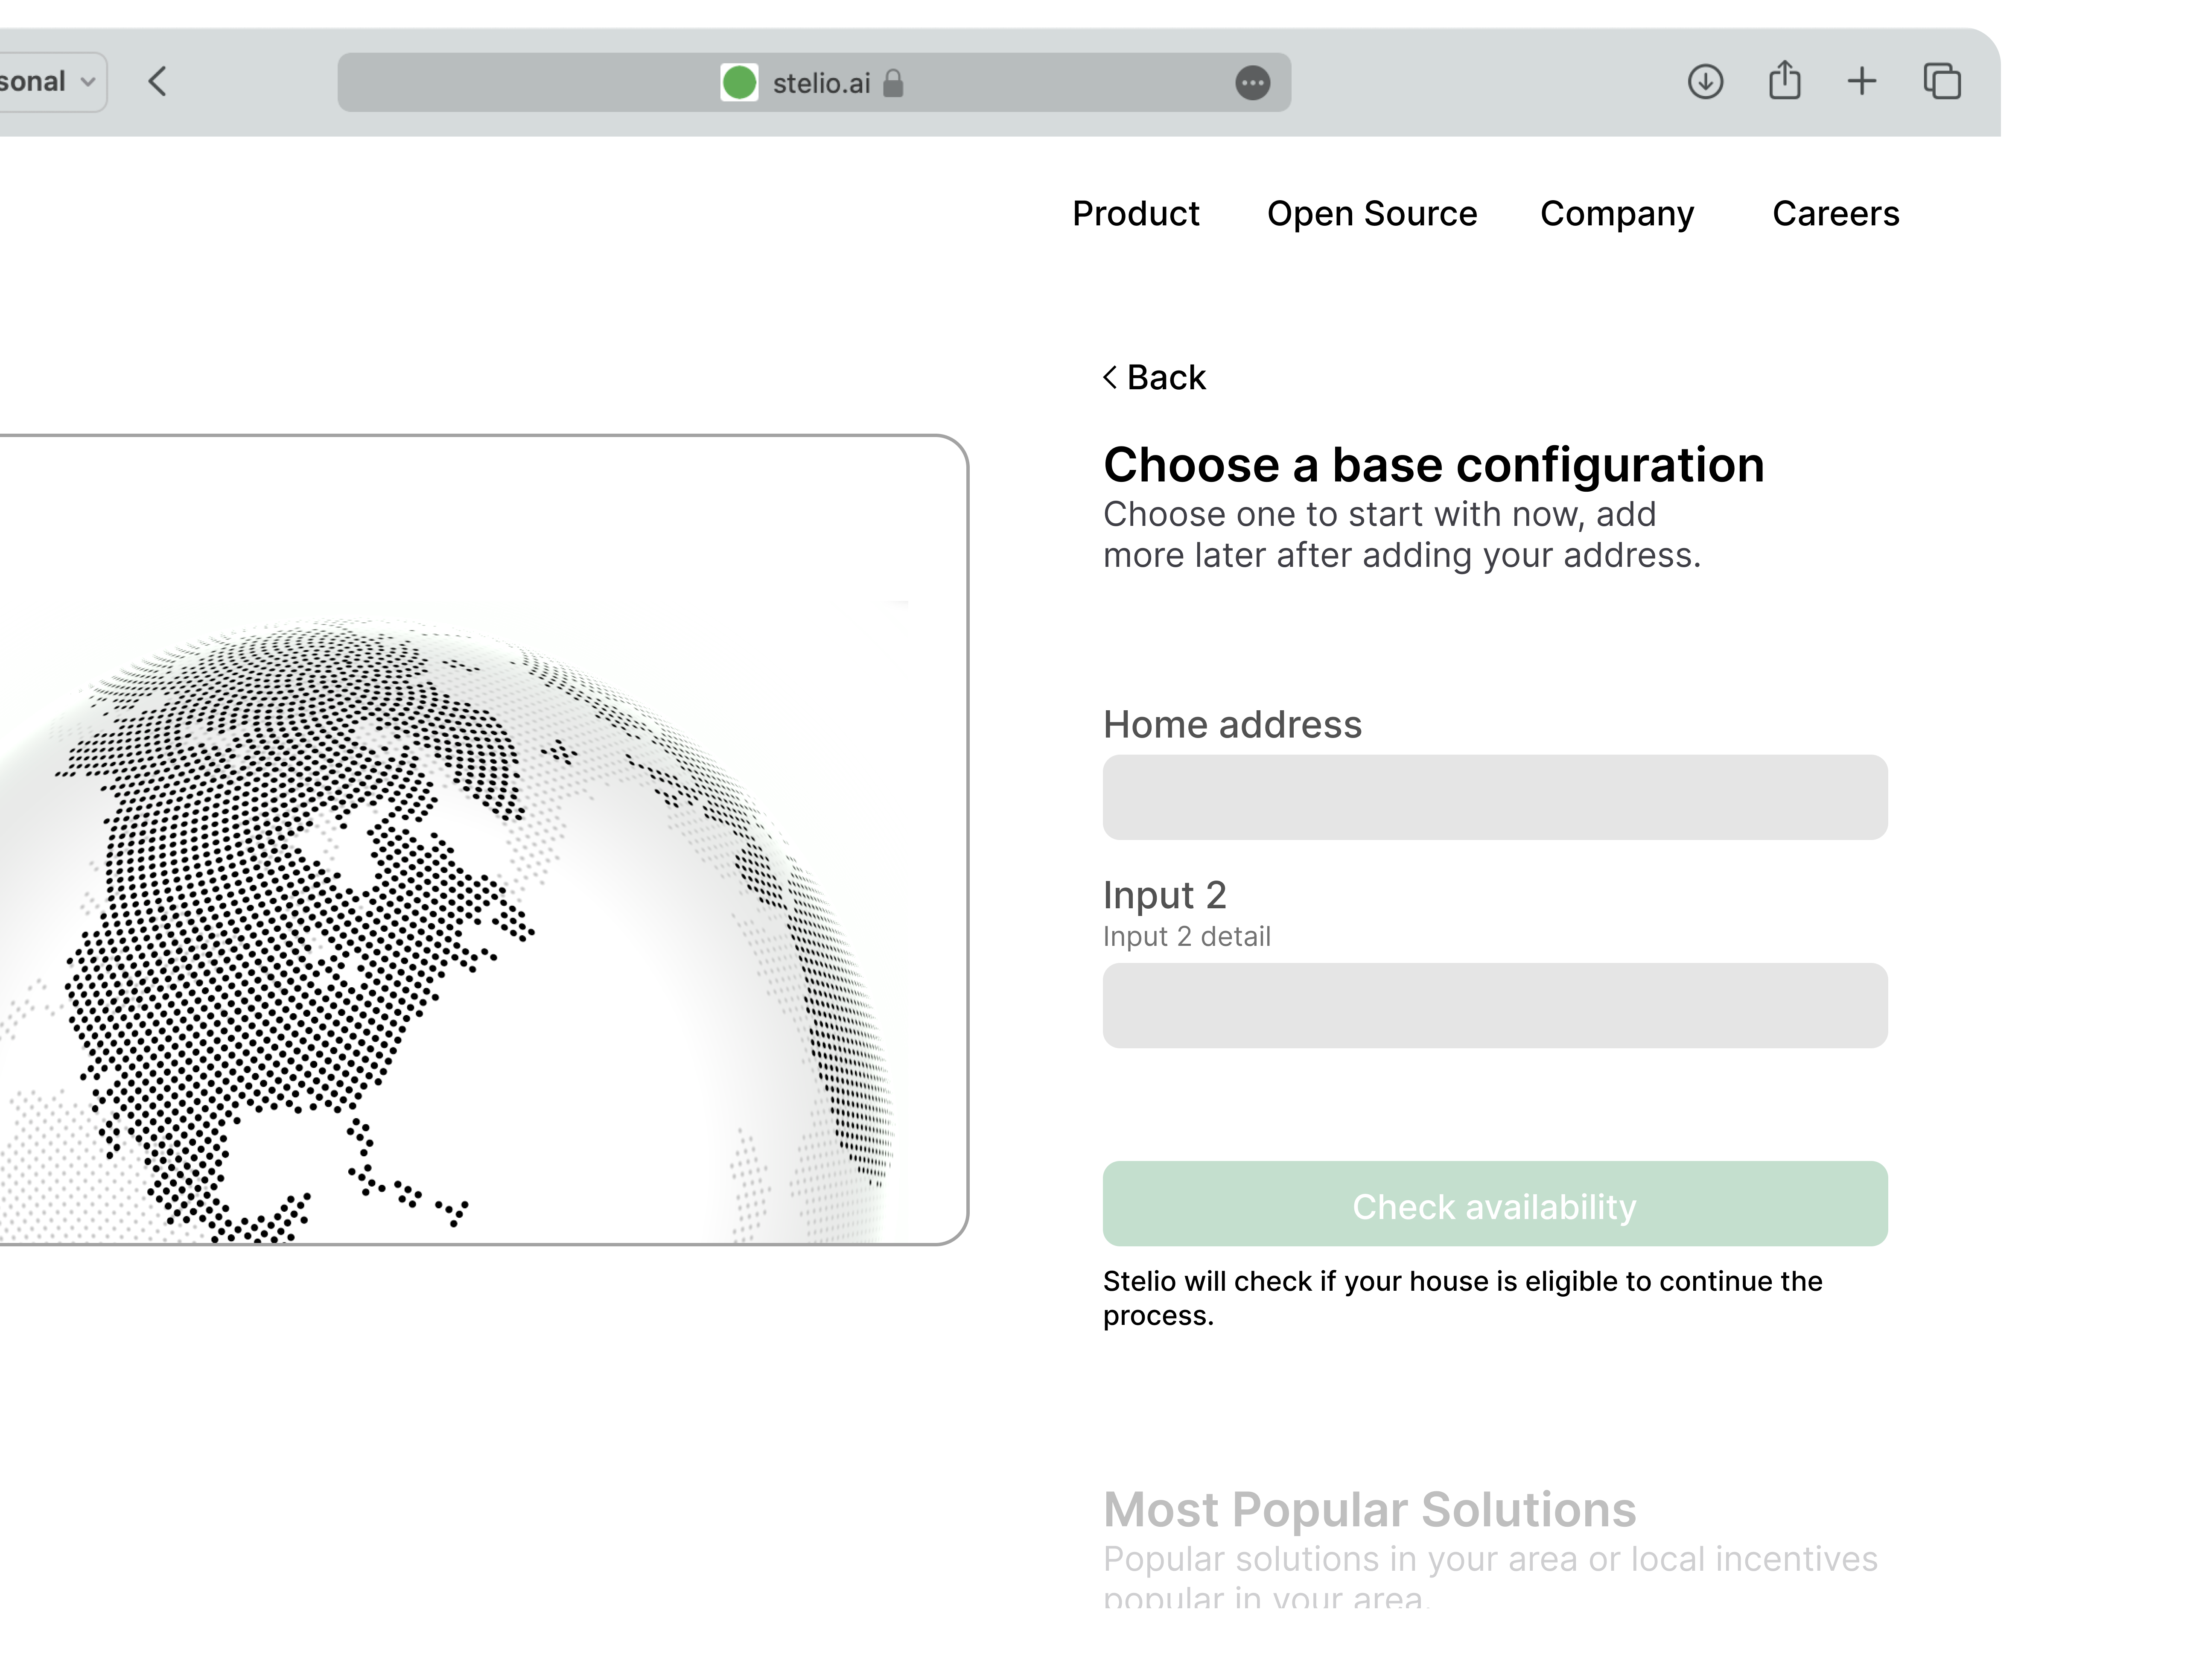 sonal
stelio.ai
Product Open Source Company Careers
Back
Choose a base configuration
Choose one to start with now, add
more later after adding your address.
Home address
Input 2
Input 2 detail
Check availability
Stelio will check if your house is eligible to continue the
process.
Most Popular Solutions
Popular solutions in your area or local incentives
popular in your area.